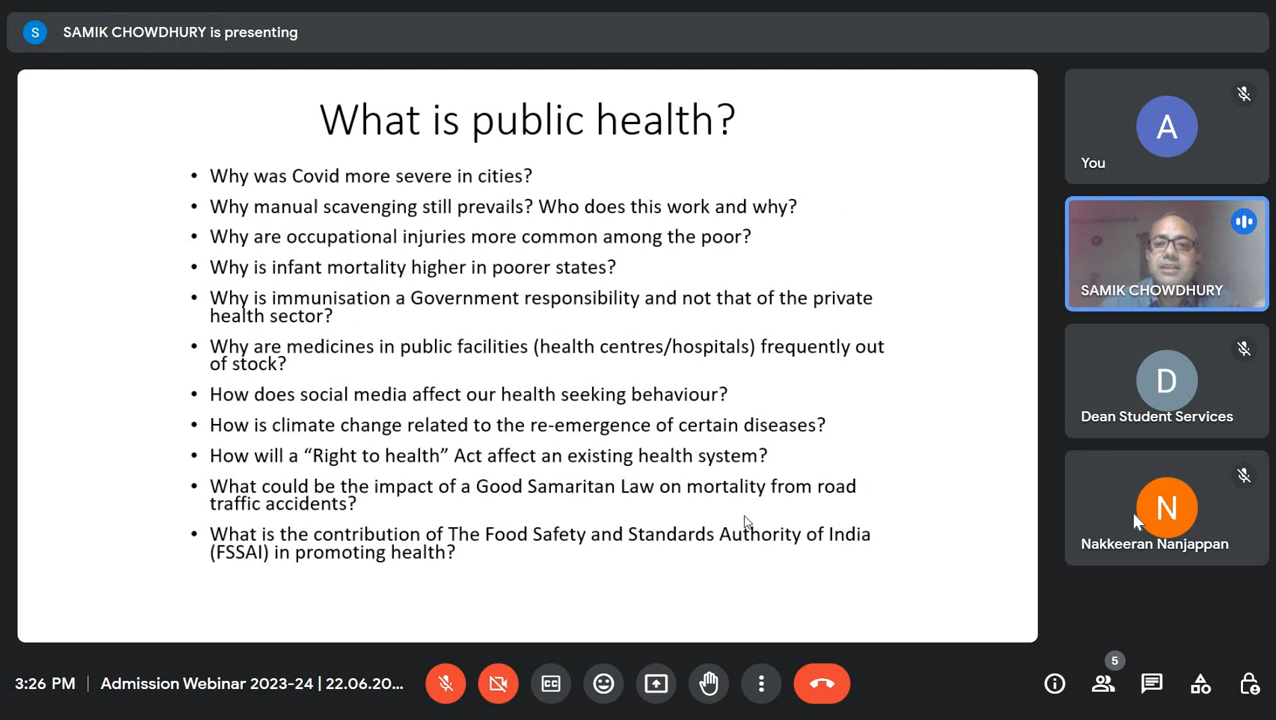 S SAMIK CHOWDHURY is presenting
What is public health?
• Why was Covid more severe in cities?
• Why manual scavenging still prevails? Who does this work and why?
• Why are occupational injuries more common among the poor?
• Why is infant mortality higher in poorer states?
• Why is immunisation a Government responsibility and not that of the private
health sector?
• Why are medicines in public facilities (health centres/hospitals) frequently out
of stock?
• How does social media affect our health seeking behaviour?
• How is climate change related to the re-emergence of certain diseases?
• How will a “Right to health” Act affect an existing health system?
• What could be the impact of a Good Samaritan Law on mortality from road
traffic accidents?
• What is the contribution of The Food Safety and Standards Authority of India
(FSSAI) in promoting health?
A
You
SAMIK CHOWDHURY
D
Dean Student Services
N
Nakkeeran Nanjappan
3:26 PM | Admission Webinar 2023-24 | 22.06.20...
CC
5